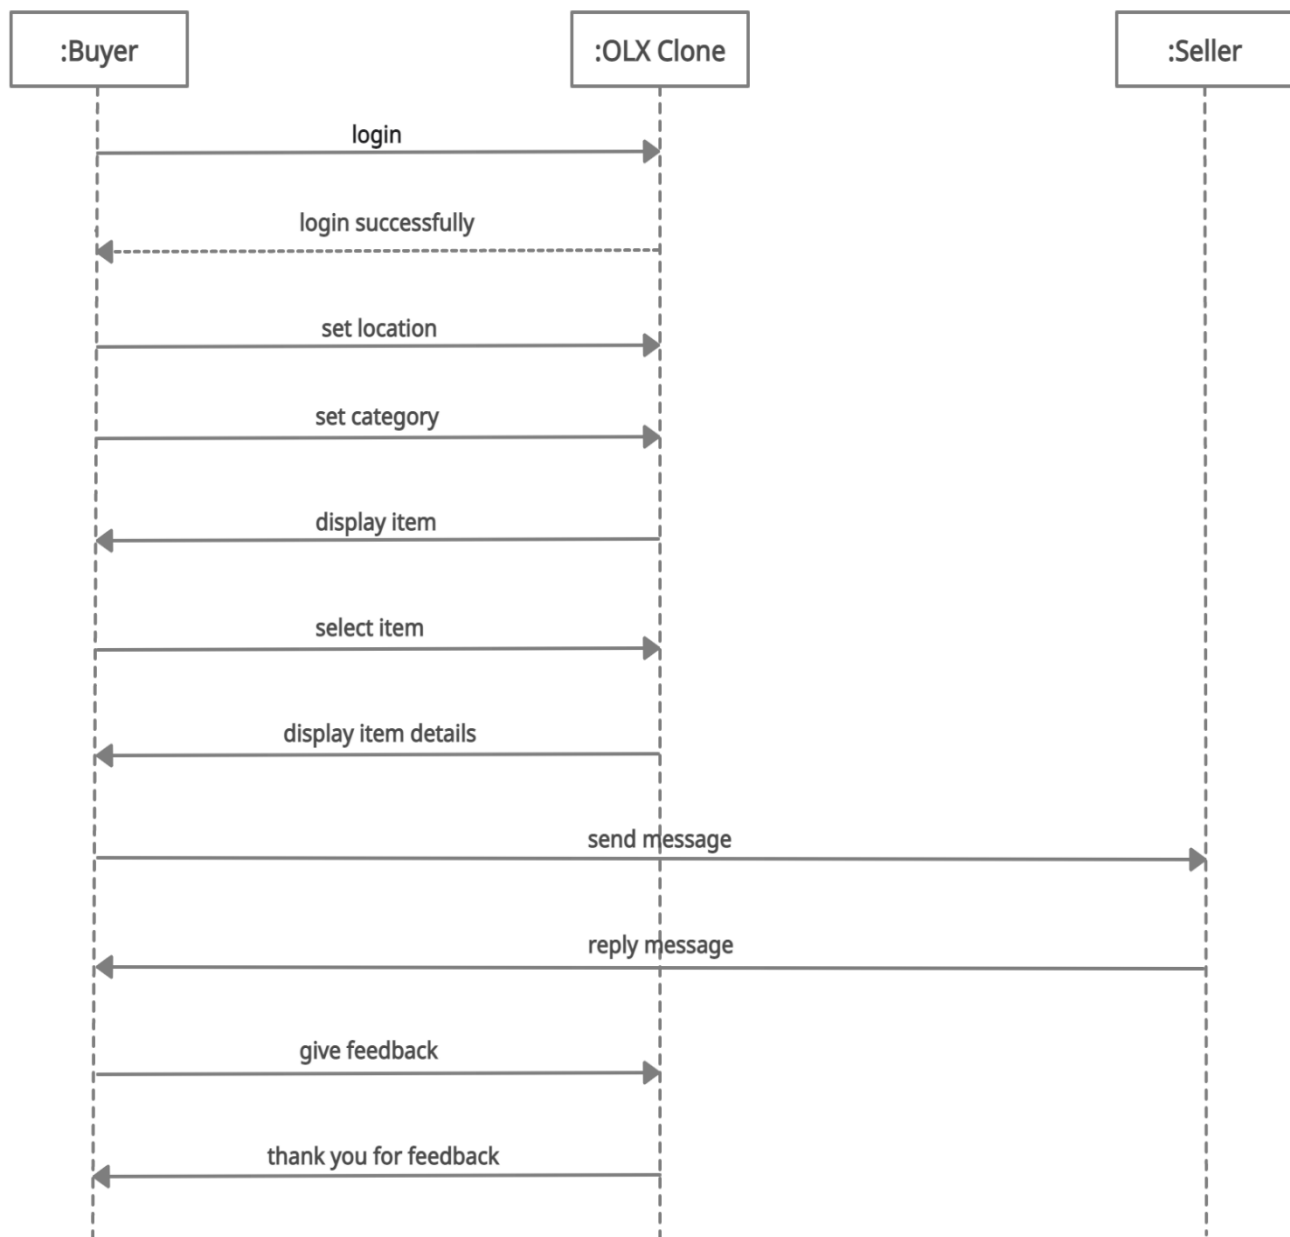 :Buyer
:OLX Clone
:Seller
login
login successfully
set location
set category
display item
select item
display item details
send message
reply message
give feedback
thank you for feedback